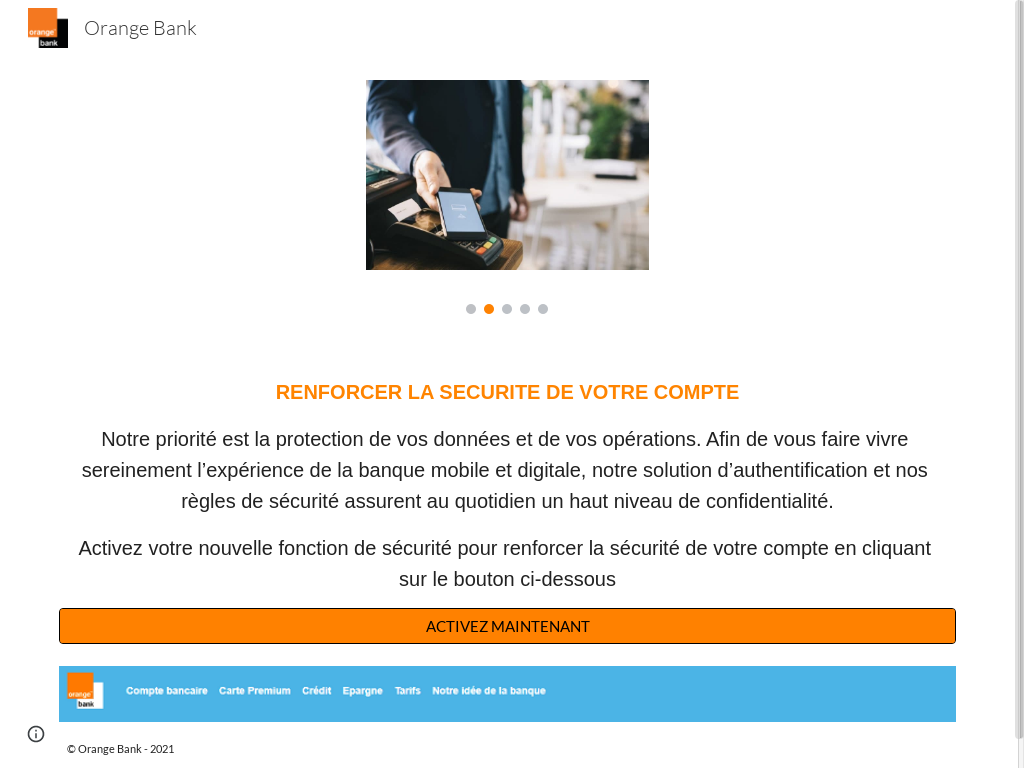 orange
bank
Orange Bank
RENFORCER LA SECURITE DE VOTRE COMPTE
Notre priorité est la protection de vos données et de vos opérations. Afin de vous faire vivre
sereinement l’expérience de la banque mobile et digitale, notre solution d’authentification et nos
règles de sécurité assurent au quotidien un haut niveau de confidentialité.
Activez votre nouvelle fonction de sécurité pour renforcer la sécurité de votre compte en cliquant
sur le bouton ci-dessous
ACTIVEZ MAINTENANT
orange
bank
Compte bancaire Carte Premium Crédit Epargne Tarifs Notre idée de la banque
© Orange Bank - 2021